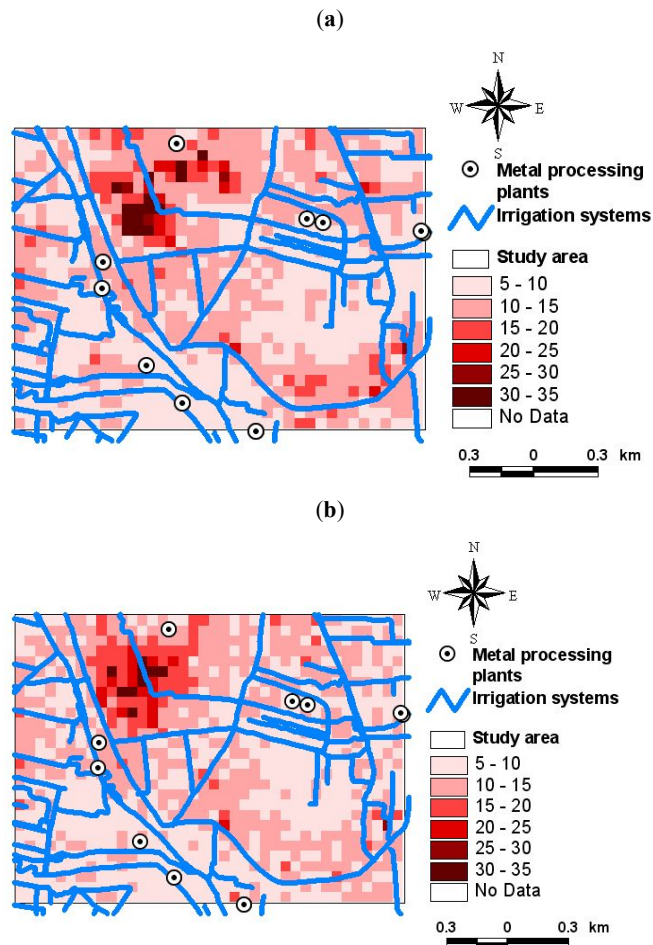 (a)
N
W E
S
Metal processing
plants
Irrigation systems
Study area
5 - 10
10 - 15
15 - 20
20 - 25
25 - 30
30 - 35
No Data
0.3 0 0.3 km
(b)
N
W E
S
Metal processing
plants
Irrigation systems
Study area
5 - 10
10 - 15
15 - 20
20 - 25
25 - 30
30 - 35
No Data
0.3 0 0.3 km